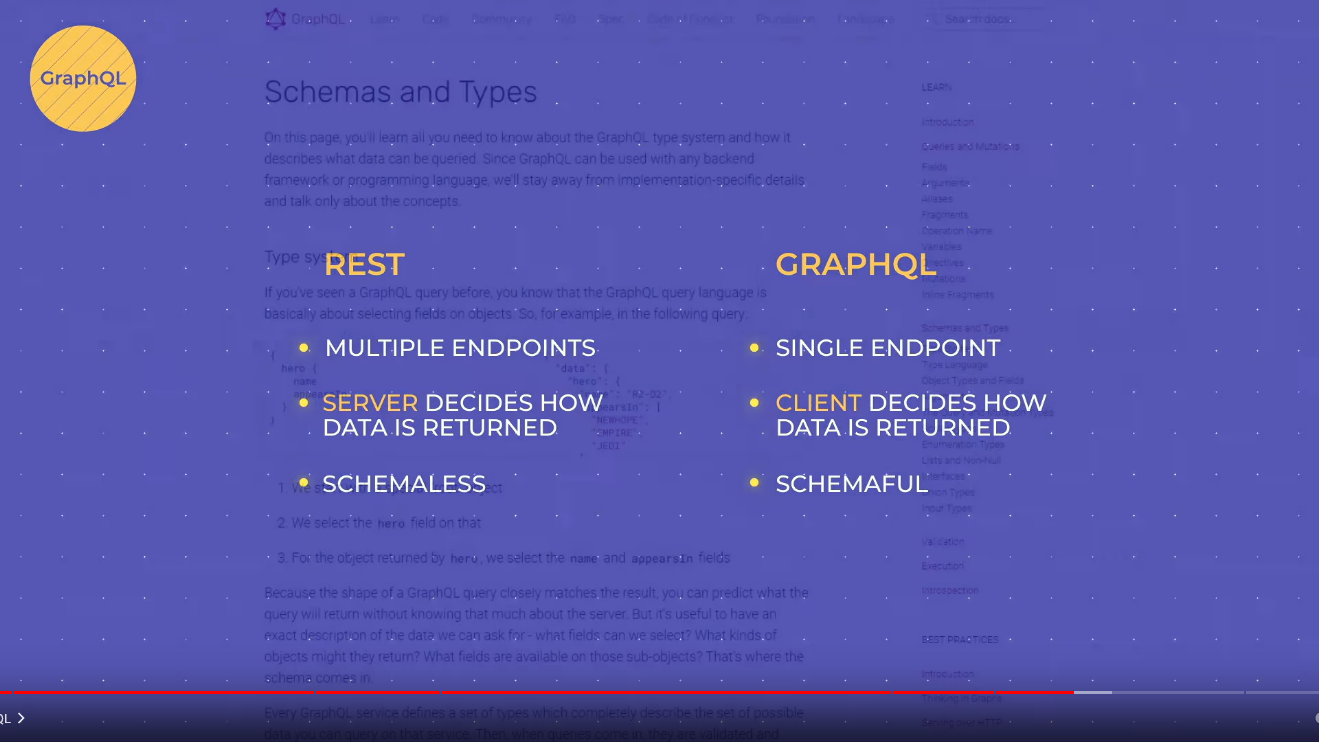 GraphQL
GraphQL Learn Code Community FAQ Spec Code of Conduct Foundation Landscape Search docs...
Schemas and Types
On this page, you'll learn all you need to know about the GraphQL type system and how it
describes what data can be queried. Since GraphQL can be used with any backend
framework or programming language, we'll stay away from implementation-specific details
and talk only about the concepts.
Type
If you've seen a GraphQL query before, you know that the GraphQL query language is
basically about selecting fields on objects. So, for example, in the following query:
{
hero {
name
}
}
"data": {
"hero": {
"R2-D2",
"NEWHOPE",
"EMPIRE",
"JEDI"
REST
MULTIPLE ENDPOINTS
SERVER DECIDES HOW
DATA IS RETURNED
SCHEMALESS
GRAPHQL
SINGLE ENDPOINT
CLIENT DECIDES HOW
DATA IS RETURNED
SCHEMAFUL
1. We
2. We select the hero field on that
3. For the object returned by hero, we select the name and appearsIn fields
Because the shape of a GraphQL query closely matches the result, you can predict what the
query will return without knowing that much about the server. But it's useful to have an
exact description of the data we can ask for - what fields can we select? What kinds of
objects might they return? What fields are available on those sub-objects? That's where the
schema comes in.
Every GraphQL service defines a set of types which completely describe the set of possible
data you can query on that service. Then, when queries come in, they are validated and
LEARN
Introduction
Queries and Mutations
Fields
Arguments
Aliases
Fragments
Operation Name
Variables
Inline Fragments
Schemas and Types
Type Language
Object Types and Fields
Enumeration Types
Lists and Non-Null
Input Types
Validation
Execution
Introspection
BEST PRACTICES
Introduction
Thinking in Graphs
Serving over HTTP
QL >